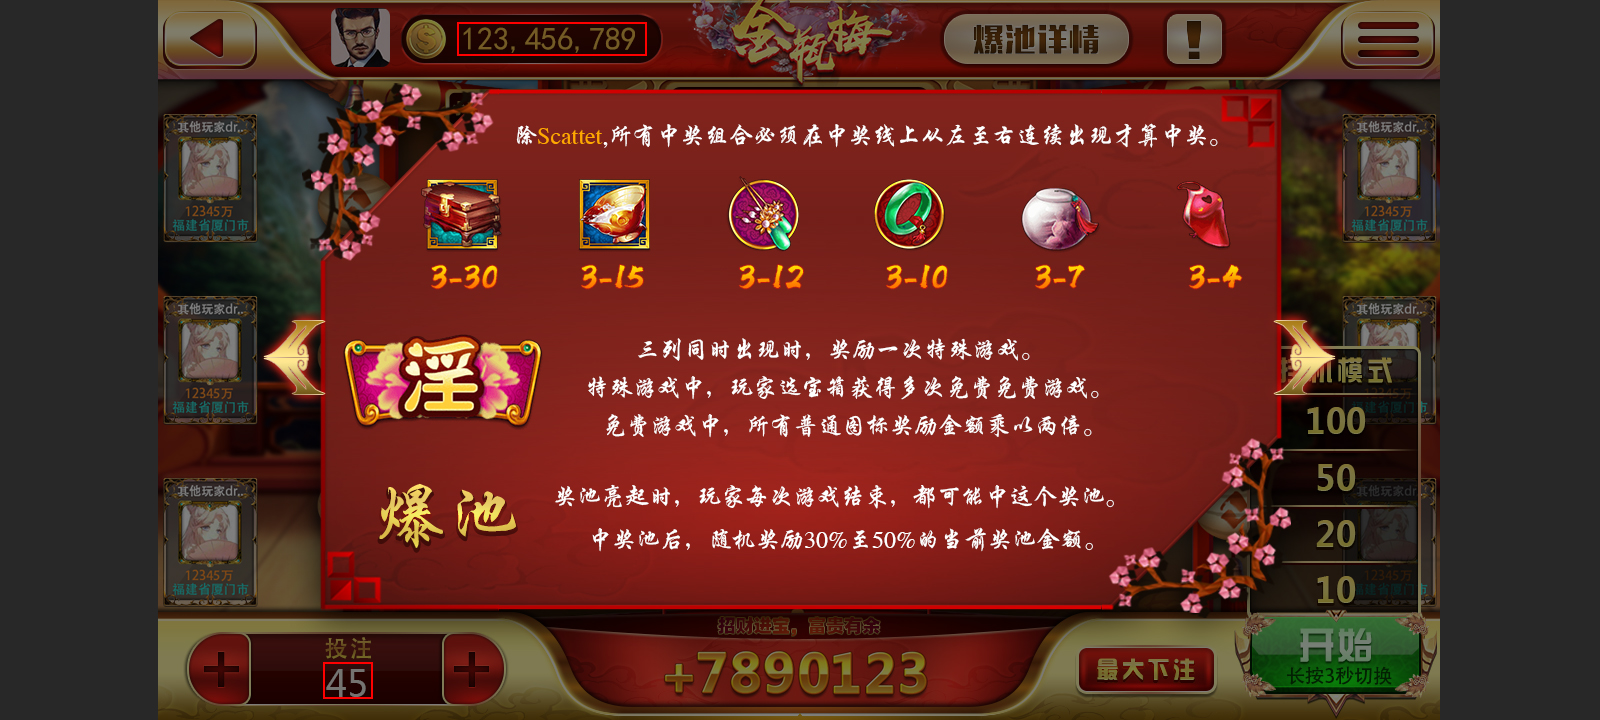 123,456,789
金瓶梅
爆池详情
!
除Scattet,所有中奖组合必须在中奖线上从左至右连续出现才算中奖。
3-30
3-15
3-12
3-10
3-7
3-4
淫
三列同时出现时，奖励一次特殊游戏。
特殊游戏中，玩家选宝箱获得多次免费免费游戏。
免费游戏中，所有普通图标奖励金额乘以两倍。
爆池
奖池亮起时，玩家每次游戏结束，都可能中这个奖池。
中奖池后，随机奖励30%至50%的当前奖池金额。
其他玩家dr,..
12345万
福建省厦门市
其他玩家dr,..
12345万
福建省厦门市
其他玩家dr,..
12345万
福建省厦门市
其他玩家dr,..
12345万
福建省厦门市
其他玩家dr,..
机模式
100
50
20
10
投注
45
招财进宝，富贵有余
+7890123
最大下注
开始
长按3秒切换